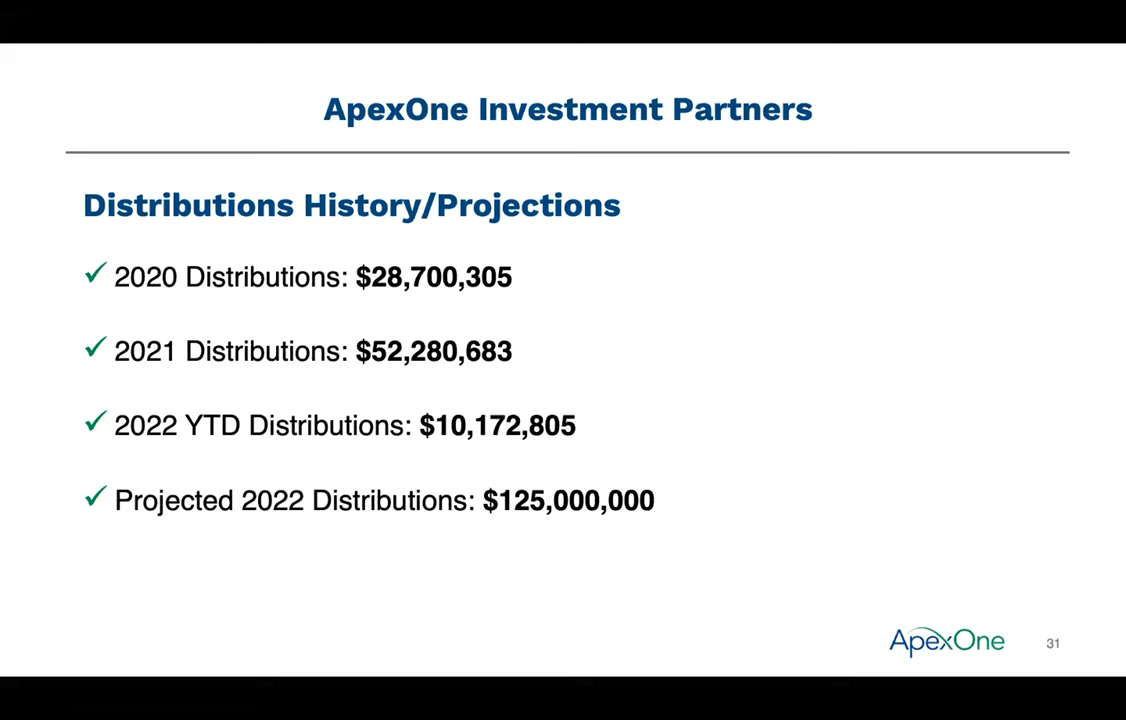 ApexOne Investment Partners
Distributions History/Projections
2020 Distributions: $28,700,305
2021 Distributions: $52,280,683
2022 YTD Distributions: $10,172,805
Projected 2022 Distributions: $125,000,000
ApexOne 31